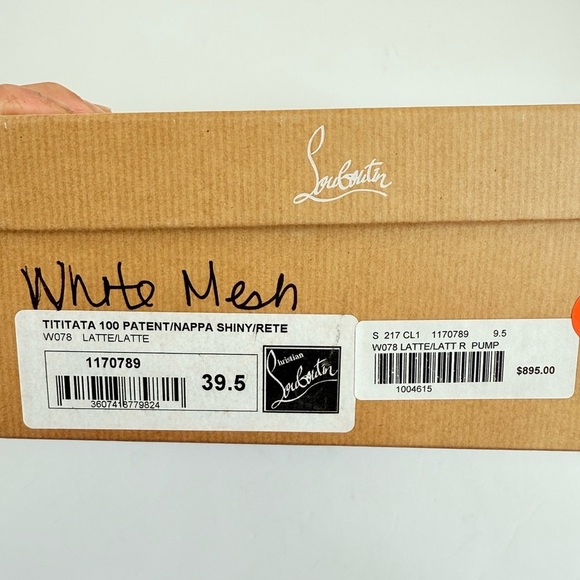 Louboutin
White Mesh
TITITATA 100 PATENT/NAPPA SHINY/RETE
W078 LATTE/LATTE
1170789
39.5
3607418779824
Christian
Louboutin
S 217 CL1 1170789 9.5
W078 LATTE/LATT R PUMP
$895.00
1004615